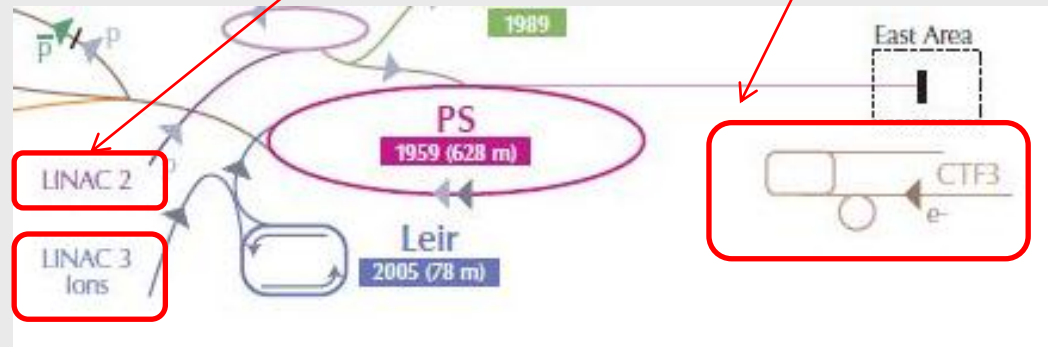 1989
East Area
p̅
p
PS
1959 (628 m)
LINAC 2
p
CTF3
e-
Leir
2005 (78 m)
LINAC 3
Ions